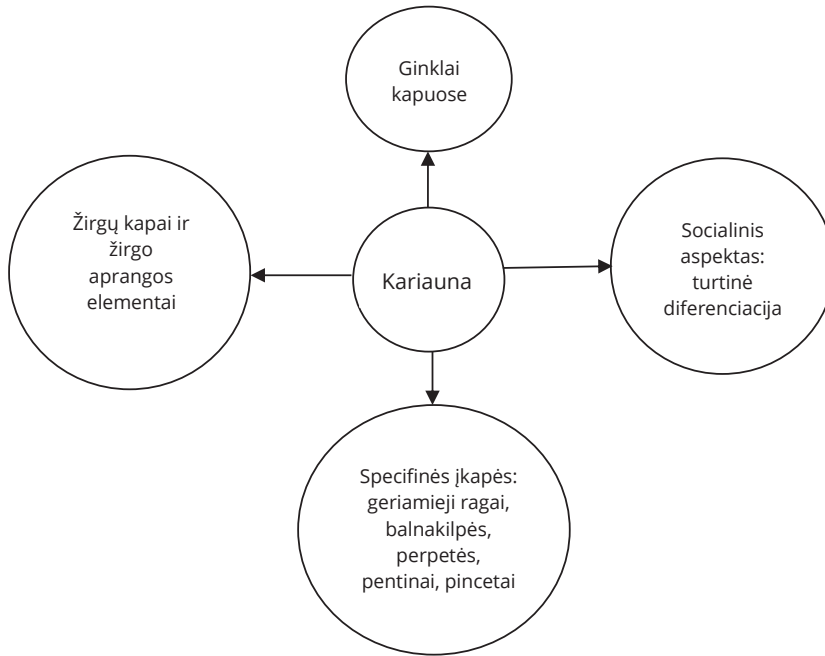 Ginklai
kapuose
Žirgų kapai ir
žirgo
aprangos
elementai
Kariauna
Socialinis
aspektas:
turtinė
diferenciacija
Specifinės įkapės:
geriamieji ragai,
balnakilpės,
perpetės,
pentinai, pincetai